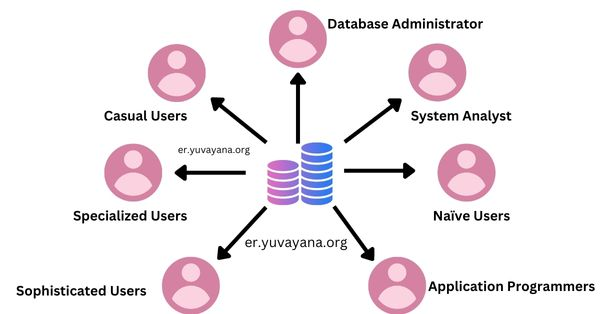 Database Administrator
Casual Users
System Analyst
er.yuvayana.org
Specialized Users
Naïve Users
er.yuvayana.org
Sophisticated Users
Application Programmers